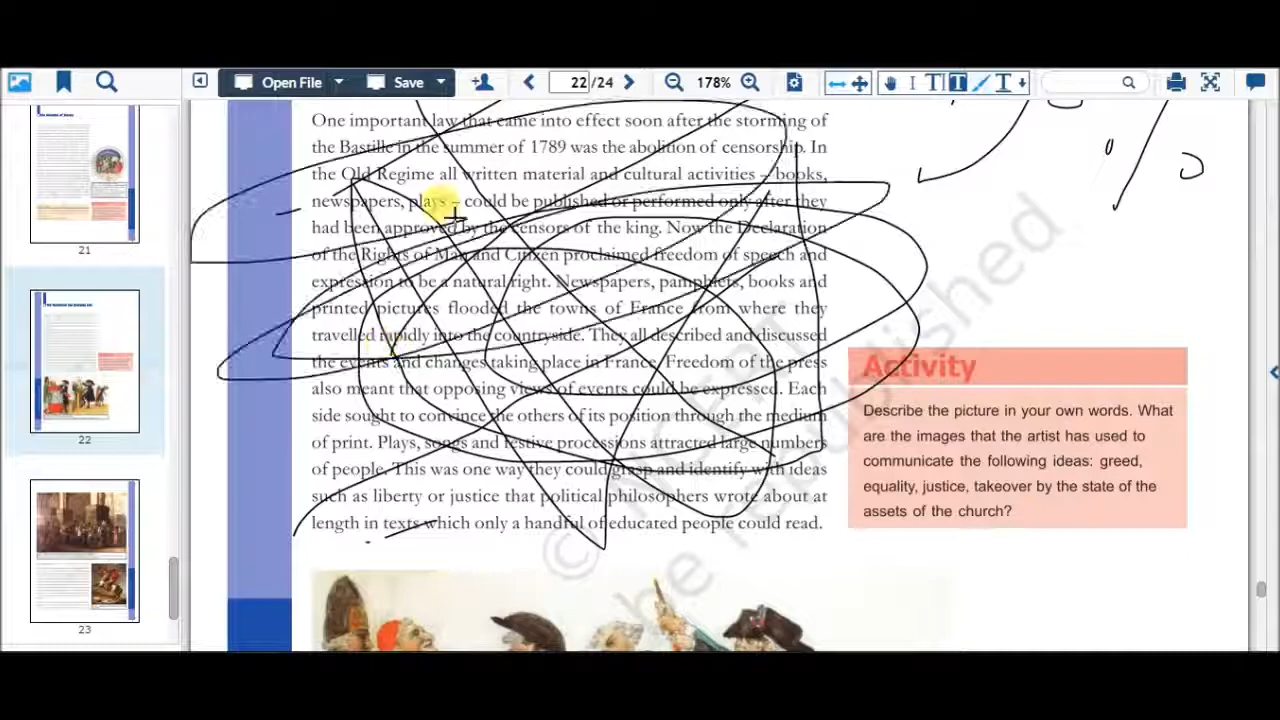 Open File
Save
22/24
178%
One important law that came into effect soon after the storming of
the Bastille in the summer of 1789 was the abolition of censorship. In
the Old Regime all written material and cultural activities – books,
newspapers, plays – could be published or performed only after they
had been approved by the censors of the king. Now the Declaration
of the Rights of Man and Citizen proclaimed freedom of speech and
expression to be a natural right. Newspapers, pamphlets, books and
printed pictures flooded the towns of France from where they
travelled rapidly into the countryside. They all described and discussed
the events and changes taking place in France. Freedom of the press
also meant that opposing views of events could be expressed. Each
side sought to convince the others of its position through the medium
of print. Plays, songs and festive processions attracted large numbers
of people. This was one way they could grasp and identify with ideas
such as liberty or justice that political philosophers wrote about at
length in texts which only a handful of educated people could read.
Activity
Describe the picture in your own words. What
are the images that the artist has used to
communicate the following ideas: greed,
equality, justice, takeover by the state of the
assets of the church?
21
22
23
be republished